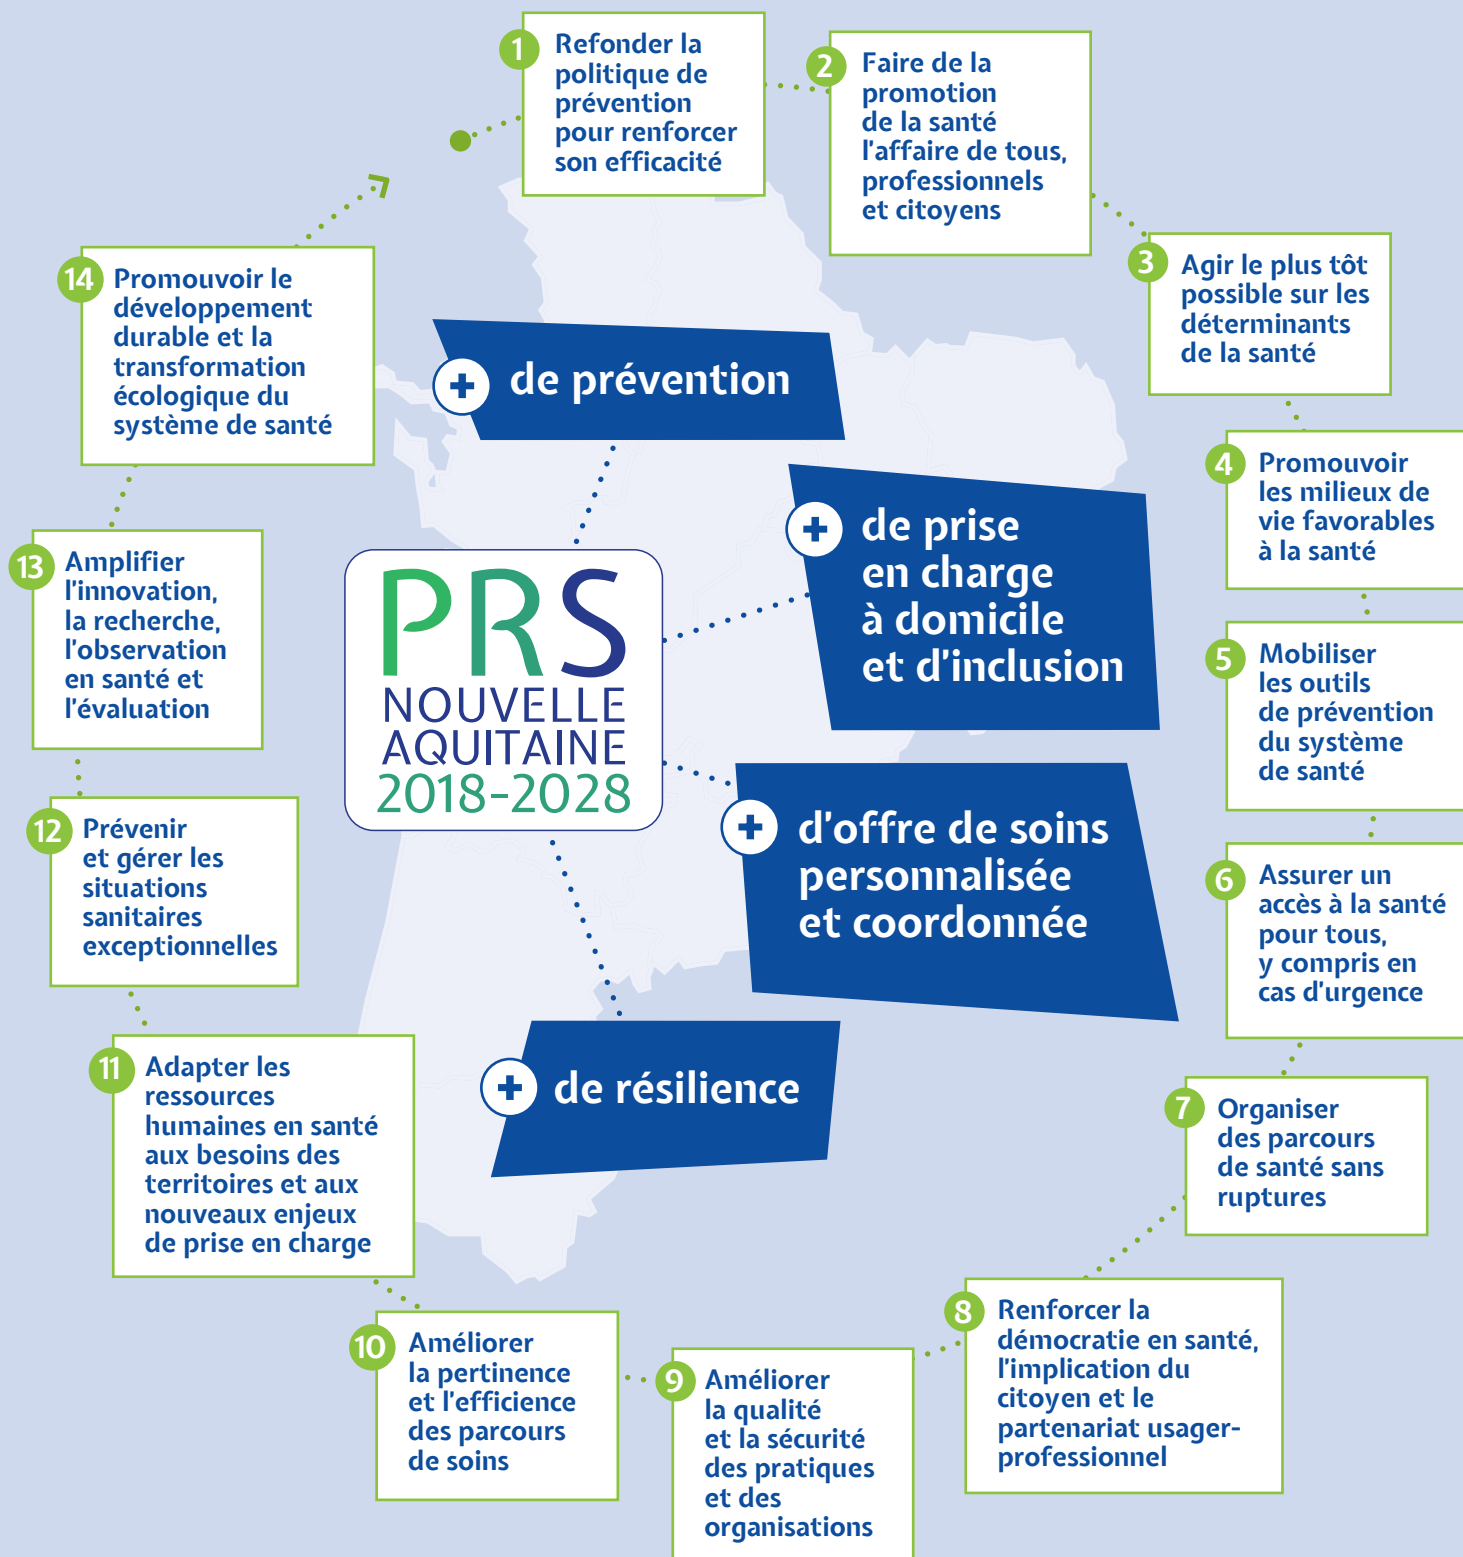 1
Refonder la
politique de
prévention
pour renforcer
son efficacité
2
Faire de la
promotion
de la santé
l'affaire de tous,
professionnels
et citoyens
3
Agir le plus tôt
possible sur les
déterminants
de la santé
4
Promouvoir
les milieux de
vie favorables
à la santé
5
Mobiliser
les outils
de prévention
du système
de santé
6
Assurer un
accès à la santé
pour tous,
y compris en
cas d'urgence
7
Organiser
des parcours
de santé sans
ruptures
8
Renforcer la
démocratie en santé,
l'implication du
citoyen et le
partenariat usager-
professionnel
9
Améliorer
la qualité
et la sécurité
des pratiques
et des
organisations
10
Améliorer
la pertinence
et l'efficience
des parcours
de soins
11
Adapter les
ressources
humaines en santé
aux besoins des
territoires et aux
nouveaux enjeux
de prise en charge
12
Prévenir
et gérer les
situations
sanitaires
exceptionnelles
13
Amplifier
l'innovation,
la recherche,
l'observation
en santé et
l'évaluation
14
Promouvoir le
développement
durable et la
transformation
écologique du
système de santé
PRS
NOUVELLE
AQUITAINE
2018-2028
+ de prévention
+ de prise
en charge
à domicile
et d'inclusion
+ d'offre de soins
personnalisée
et coordonnée
+ de résilience